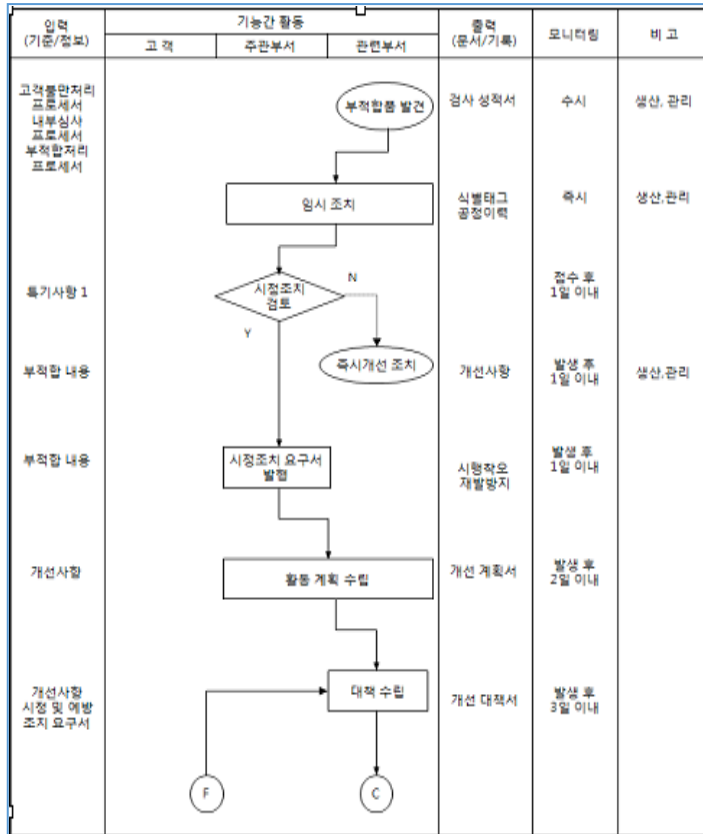 입력
(기준/정보)
기능간 활동
고 객
주관부서
관련부서
출력
(문서/기록)
모니터링
비 고
고객불만처리
프로세서
내부심사
프로세서
부적합처리
프로세서
부적합품 발견
검사 성적서
수시
생산, 관리
임시 조치
식별태그
공정이력
즉시
생산,관리
특기사항 1
시정조치
검토
N
Y
접수 후
1일 이내
부적합 내용
즉시개선 조치
개선사항
발생 후
1일 이내
생산,관리
부적합 내용
시정조치 요구서
발행
시행착오
재발방지
발생 후
1일 이내
개선사항
활동 계획 수립
개선 계획서
발생 후
2일 이내
개선사항
시정 및 예방
조치 요구서
대책 수립
개선 대책서
발생 후
3일 이내
F
C